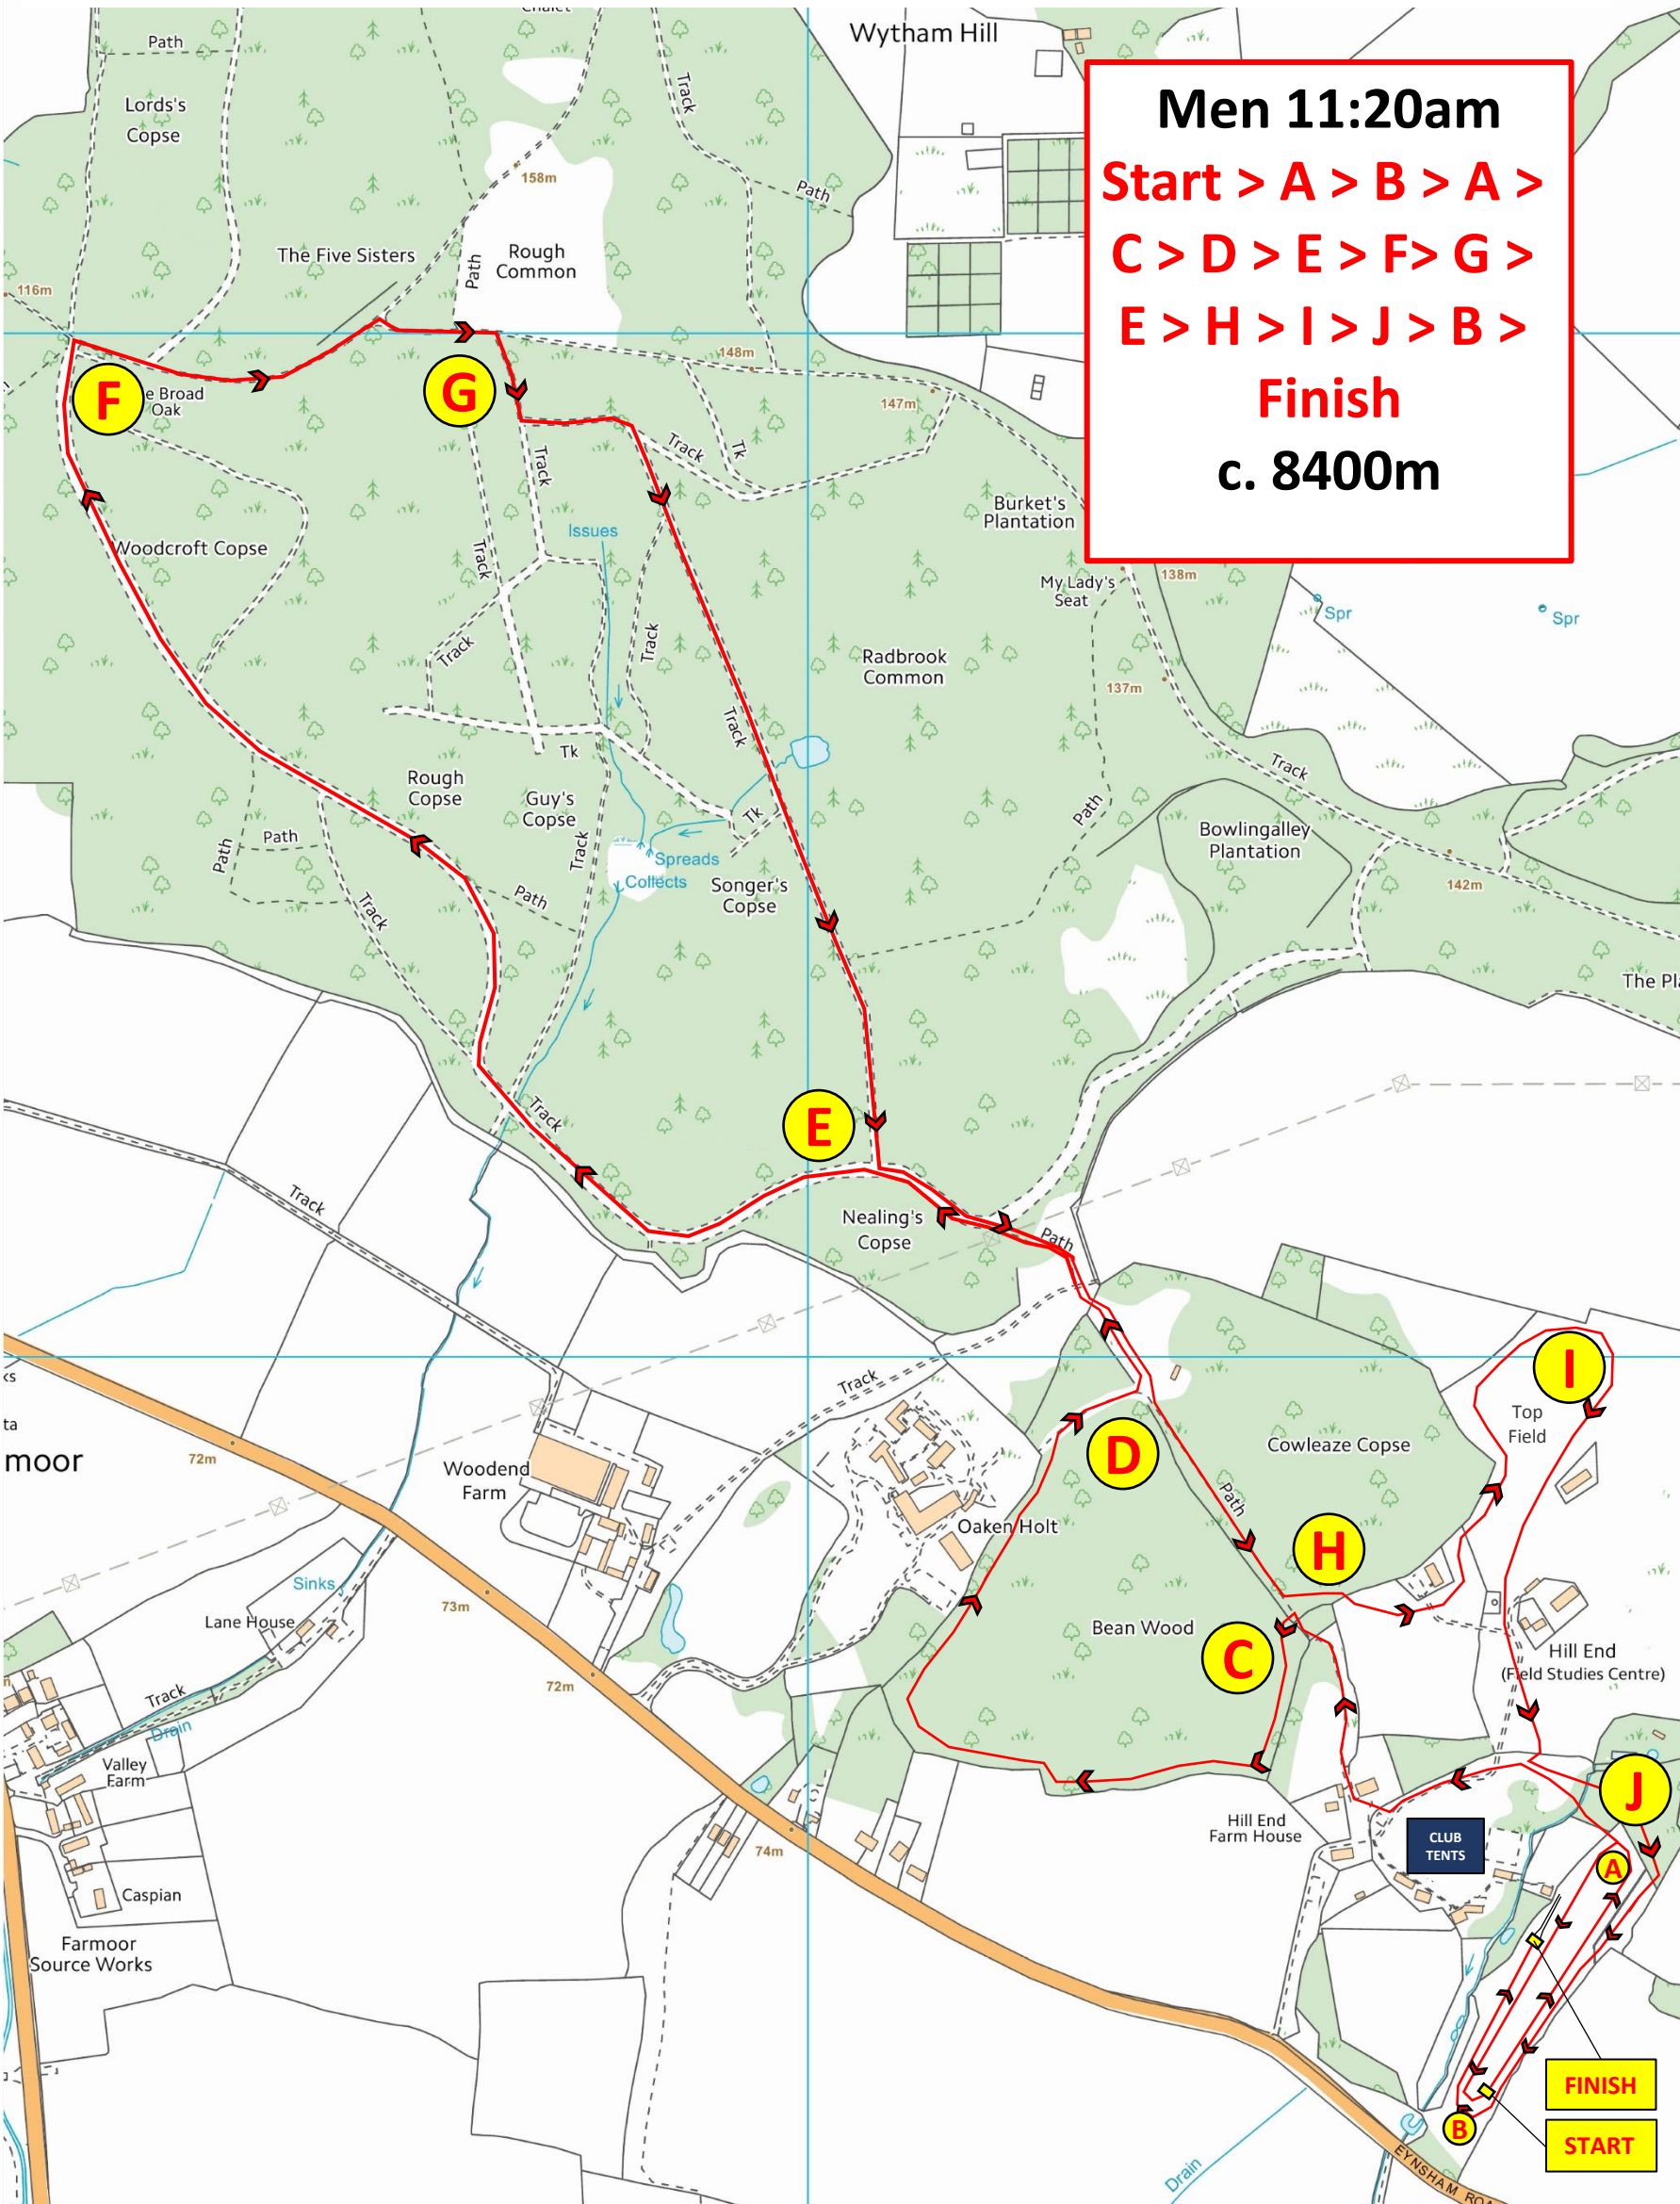 Chalet
Wytham Hill
Path
Lords's
Copse
Track
158m
Path
Men 11:20am
Start > A > B > A >
C > D > E > F> G >
E > H > I > J > B >
Finish
c. 8400m
The Five Sisters
Path
Rough
Common
116m
148m
F
e Broad
Oak
G
147m
Track
Track
Tk
Burket's
Plantation
Issues
Woodcroft Copse
Track
My Lady's
Seat
138m
Spr
Spr
Track
Track
Radbrook
Common
137m
Track
Tk
Track
Rough
Copse
Guy's
Copse
Tk
Path
Bowlingalley
Plantation
Path
Path
Track
Spreads
Collects
Songer's
Copse
142m
Path
Track
The Pl
E
Track
Track
Nealing's
Copse
Path
I
Top
Field
ks
Track
ta
moor
72m
Woodend
Farm
D
Cowleaze Copse
Path
Oaken Holt
H
Sinks
73m
Lane House
Bean Wood
C
Hill End
(Field Studies Centre)
n
Track
72m
Drain
Valley
Farm
J
Hill End
Farm House
CLUB
TENTS
74m
A
Caspian
Farmoor
Source Works
FINISH
B
START
EYNSHAM ROA
Drain